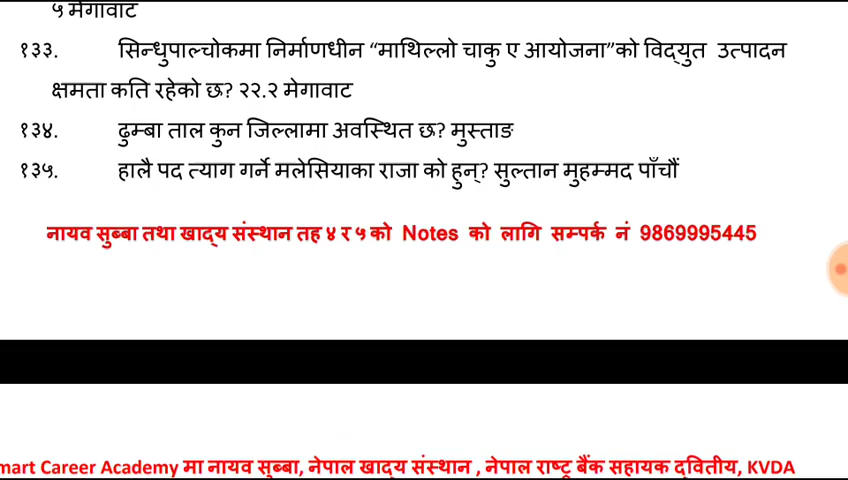 ५ मेगावाट
१३३. सिन्धुपाल्चोकमा निर्माणधीन “माथिल्लो चाकु ए आयोजना”को विद्युत उत्पादन
क्षमता कति रहेको छ? २२.२ मेगावाट
१३४. ढुम्बा ताल कुन जिल्लामा अवस्थित छ? मुस्ताङ
१३५. हालै पद त्याग गर्ने मलेसियाका राजा को हुन्? सुल्तान मुहम्मद पाँचौं
नायव सुब्बा तथा खाद्य संस्थान तह ४ र ५ को Notes को लागि सम्पर्क नं 9869995445
mart Career Academy मा नायव सुब्बा, नेपाल खाद्य संस्थान , नेपाल राष्ट्र बैंक सहायक द्वितीय, KVDA